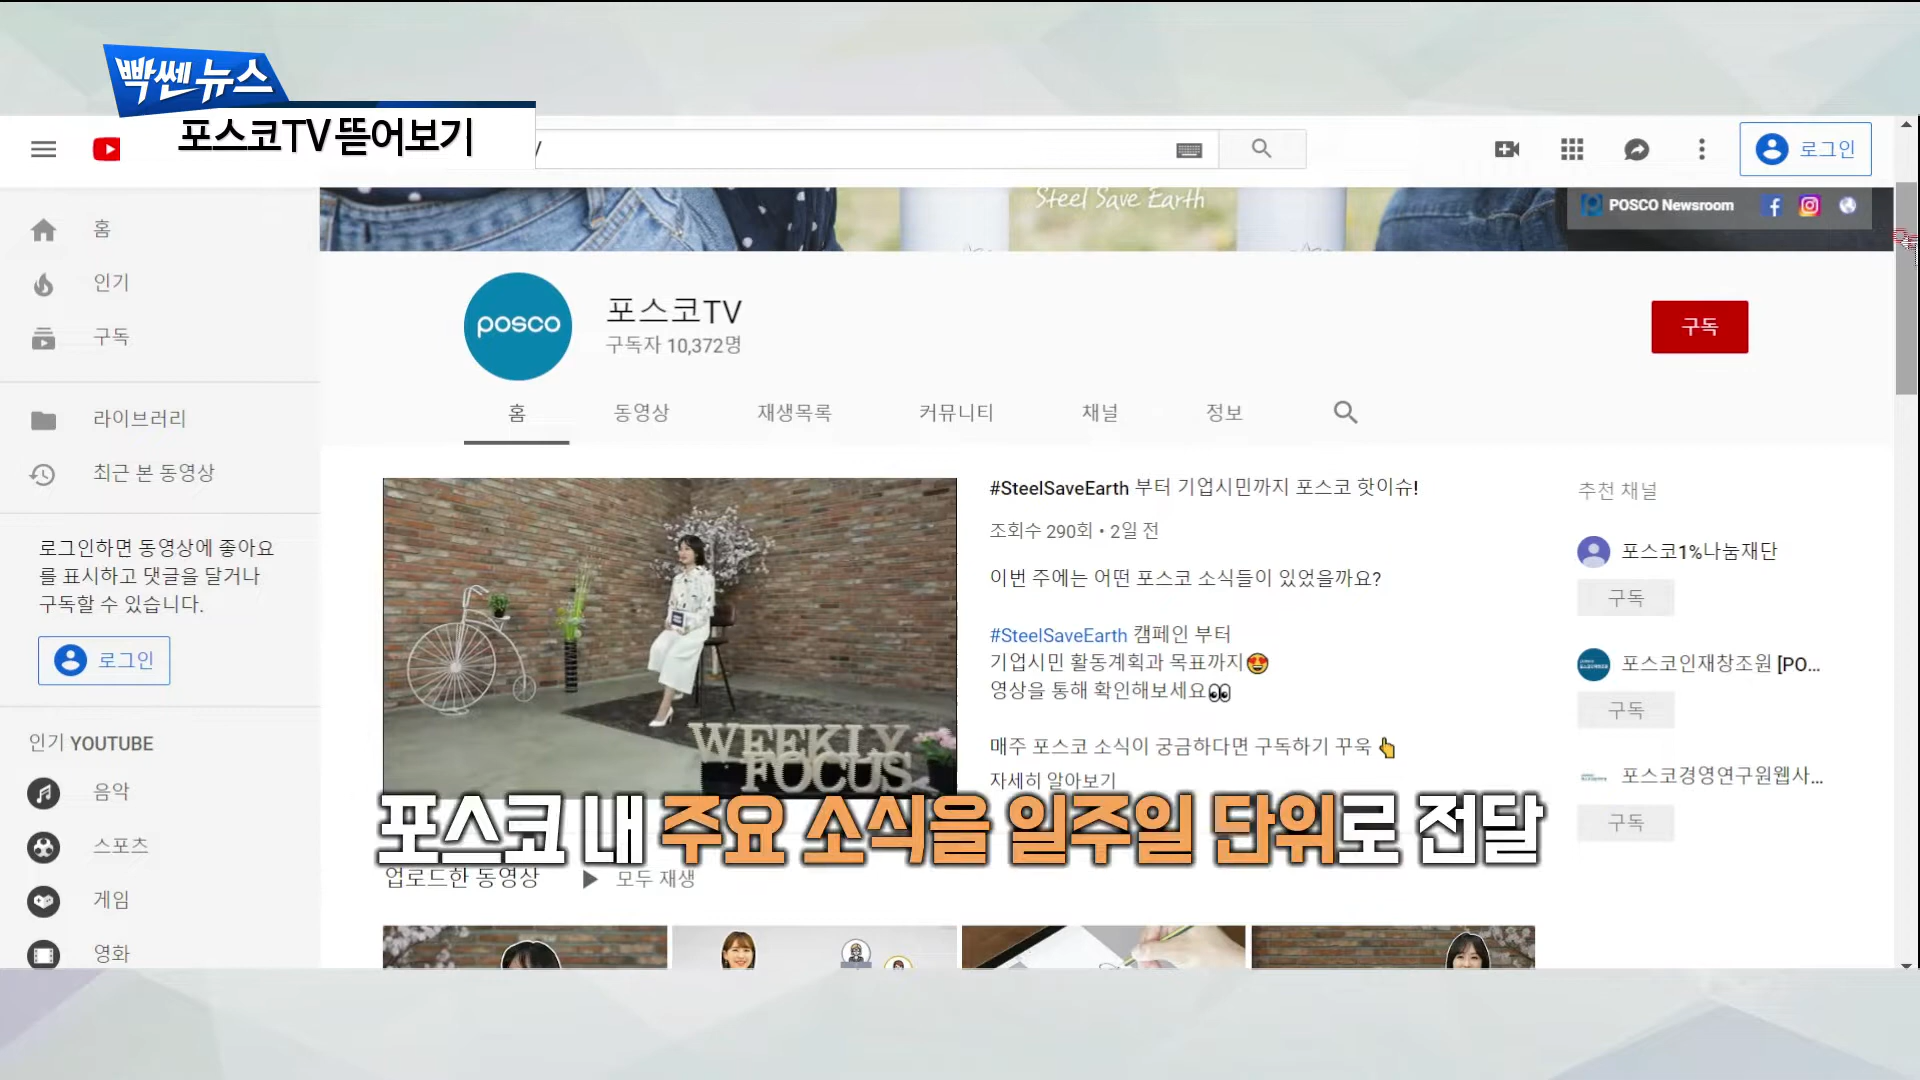 빡쎈뉴스
포스코TV 뜯어보기
로그인
홈
인기
구독
라이브러리
최근 본 동영상
로그인하면 동영상에 좋아요
를 표시하고 댓글을 달거나
구독할 수 있습니다.
로그인
인기 YOUTUBE
음악
스포츠
게임
영화
Steel Save Earth
POSCO Newsroom
posco
포스코TV
구독자 10,372명
구독
홈 동영상 재생목록 커뮤니티 채널 정보
WEEKLY
FOCUS
#SteelSaveEarth 부터 기업시민까지 포스코 핫이슈!
조회수 290회 • 2일 전
이번 주에는 어떤 포스코 소식들이 있었을까요?
#SteelSaveEarth 캠페인 부터
기업시민 활동계획과 목표까지😍
영상을 통해 확인해보세요👀
매주 포스코 소식이 궁금하다면 구독하기 꾸욱👆
자세히 알아보기
추천 채널
포스코1%나눔재단
구독
포스코인재창조원 [PO...
구독
포스코경영연구원웹사...
구독
포스코 내 주요 소식을 일주일 단위로 전달
업로드한 동영상 ▶ 모두 재생